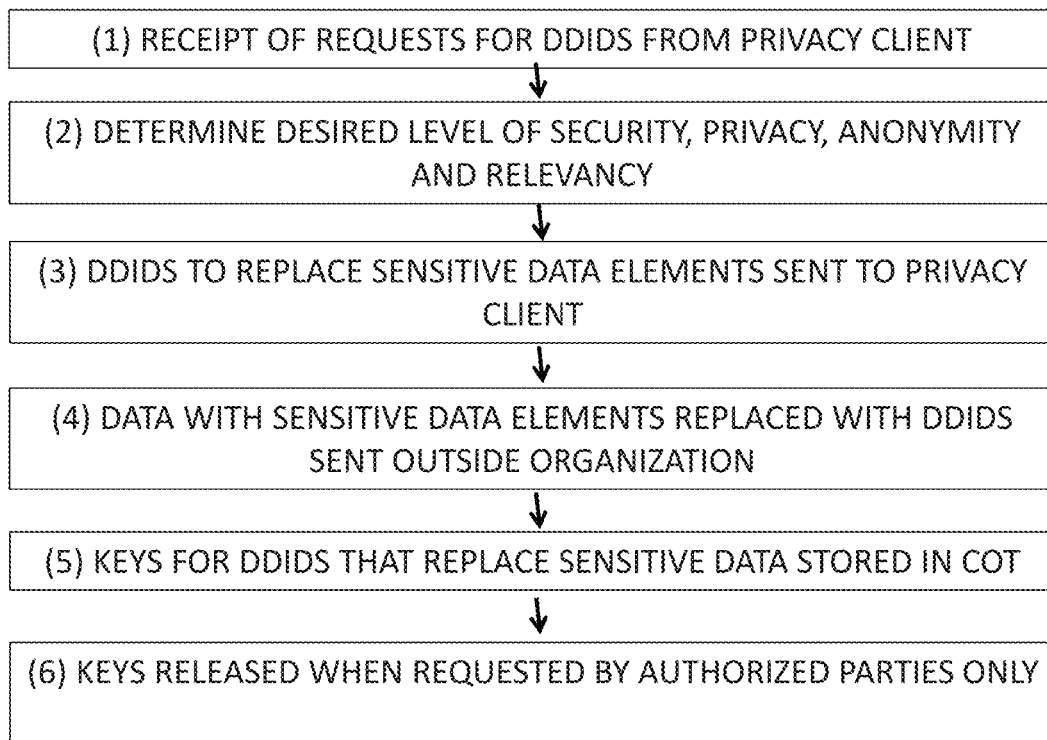 (1) RECEIPT OF REQUESTS FOR DDIDS FROM PRIVACY CLIENT
(2) DETERMINE DESIRED LEVEL OF SECURITY, PRIVACY, ANONYMITY
AND RELEVANCY
(3) DDIDS TO REPLACE SENSITIVE DATA ELEMENTS SENT TO PRIVACY
CLIENT
(4) DATA WITH SENSITIVE DATA ELEMENTS REPLACED WITH DDIDS
SENT OUTSIDE ORGANIZATION
(5) KEYS FOR DDIDS THAT REPLACE SENSITIVE DATA STORED IN COT
(6) KEYS RELEASED WHEN REQUESTED BY AUTHORIZED PARTIES ONLY